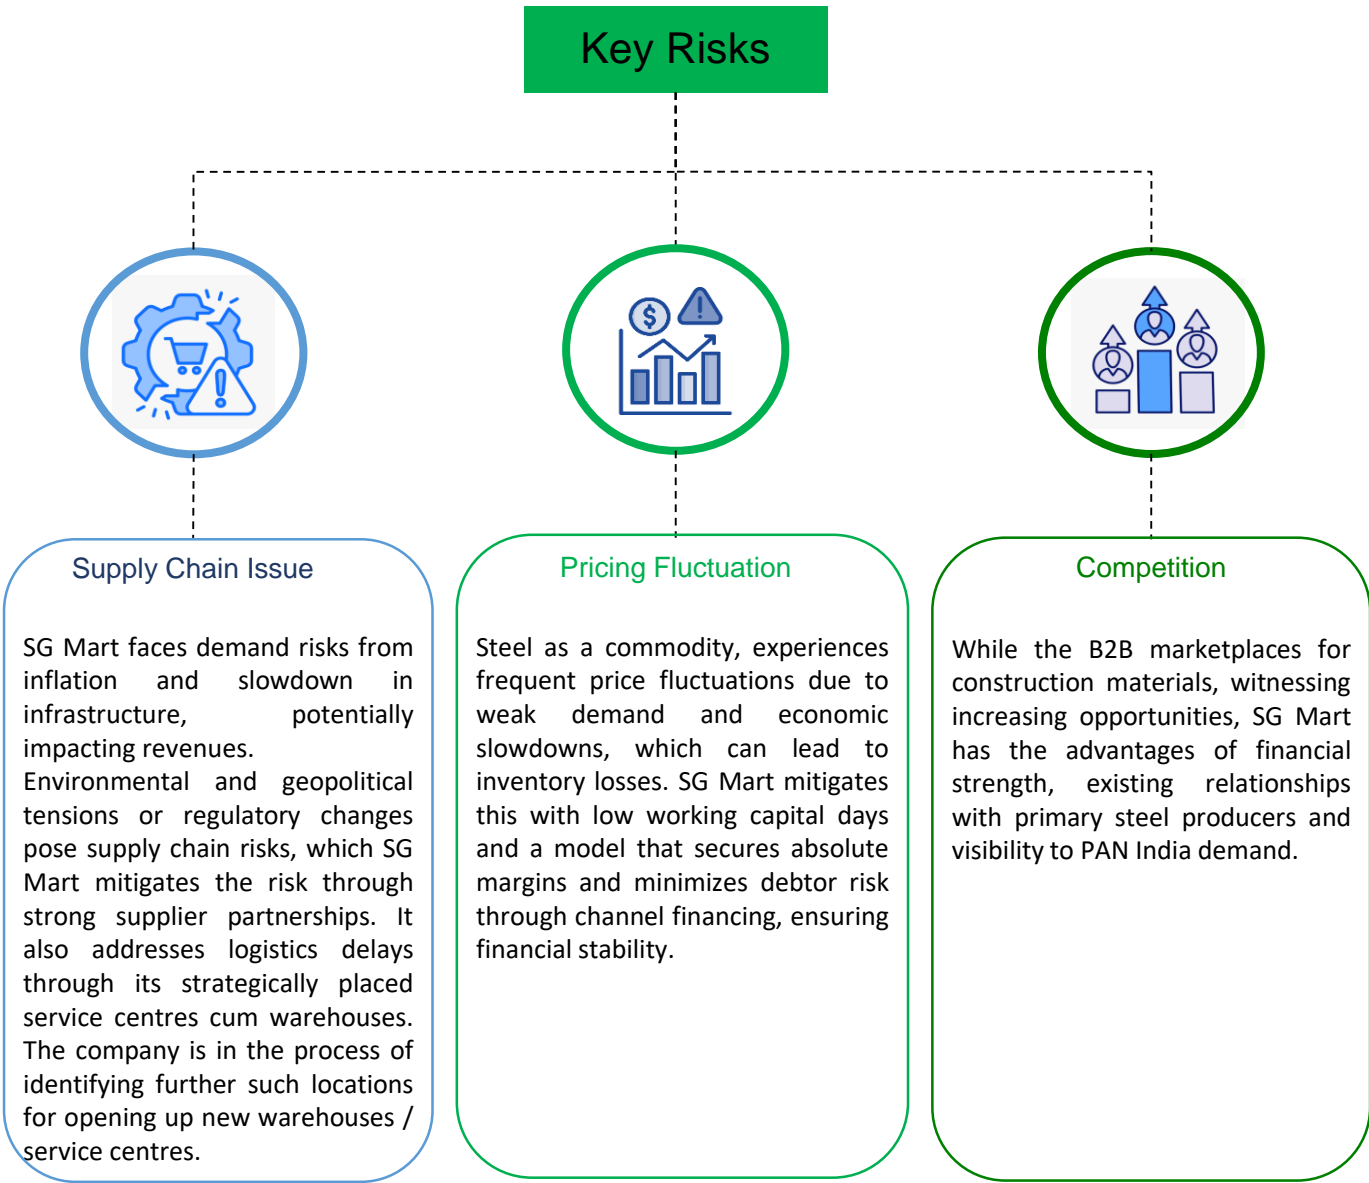 Key Risks
$
Supply Chain Issue
SG Mart faces demand risks from
inflation and slowdown in
infrastructure, potentially
impacting revenues.
Environmental and geopolitical
tensions or regulatory changes
pose supply chain risks, which SG
Mart mitigates the risk through
strong supplier partnerships. It
also addresses logistics delays
through its strategically placed
service centres cum warehouses.
The company is in the process of
identifying further such locations
for opening up new warehouses /
service centres.
Pricing Fluctuation
Steel as a commodity, experiences
frequent price fluctuations due to
weak demand and economic
slowdowns, which can lead to
inventory losses. SG Mart mitigates
this with low working capital days
and a model that secures absolute
margins and minimizes debtor risk
through channel financing, ensuring
financial stability.
Competition
While the B2B marketplaces for
construction materials, witnessing
increasing opportunities, SG Mart
has the advantages of financial
strength, existing relationships
with primary steel producers and
visibility to PAN India demand.